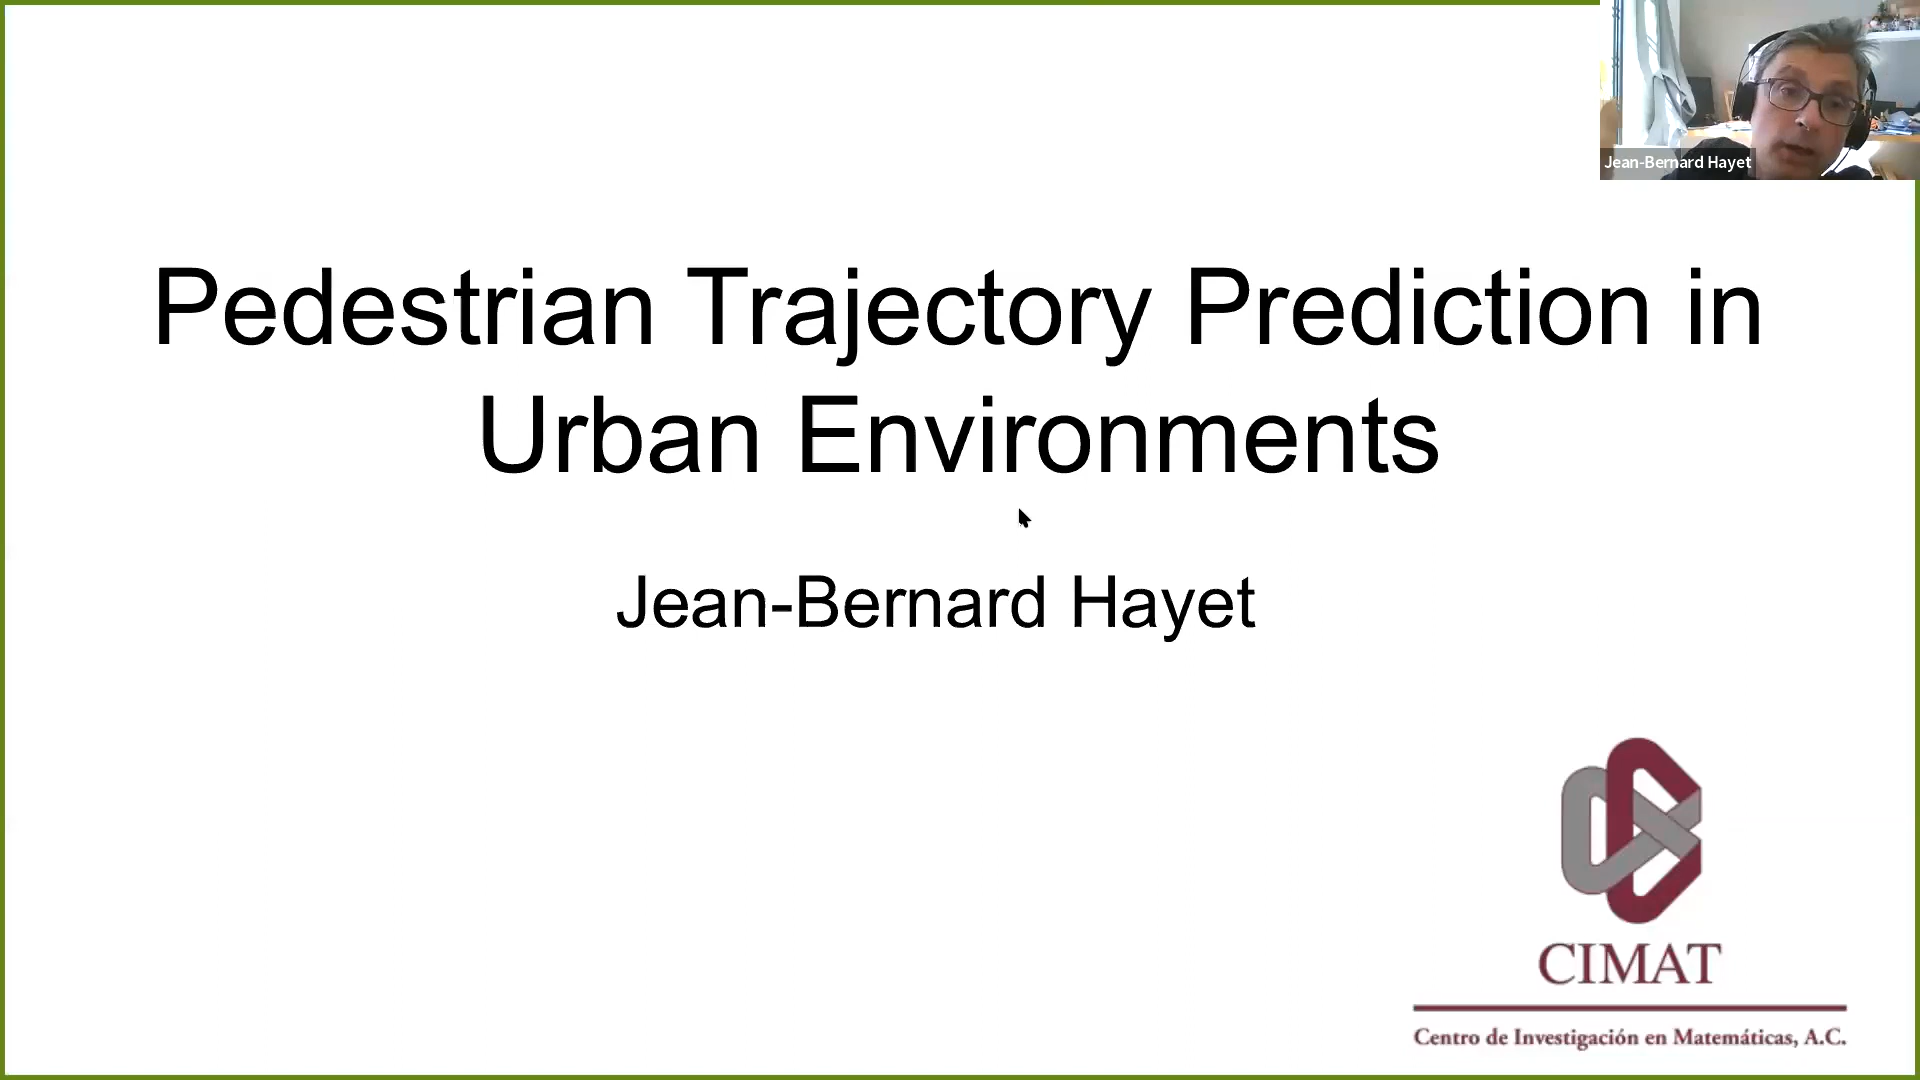 Jean-Bernard Hayet
Pedestrian Trajectory Prediction in
Urban Environments
Jean-Bernard Hayet
CIMAT
Centro de Investigación en Matemáticas, A.C.